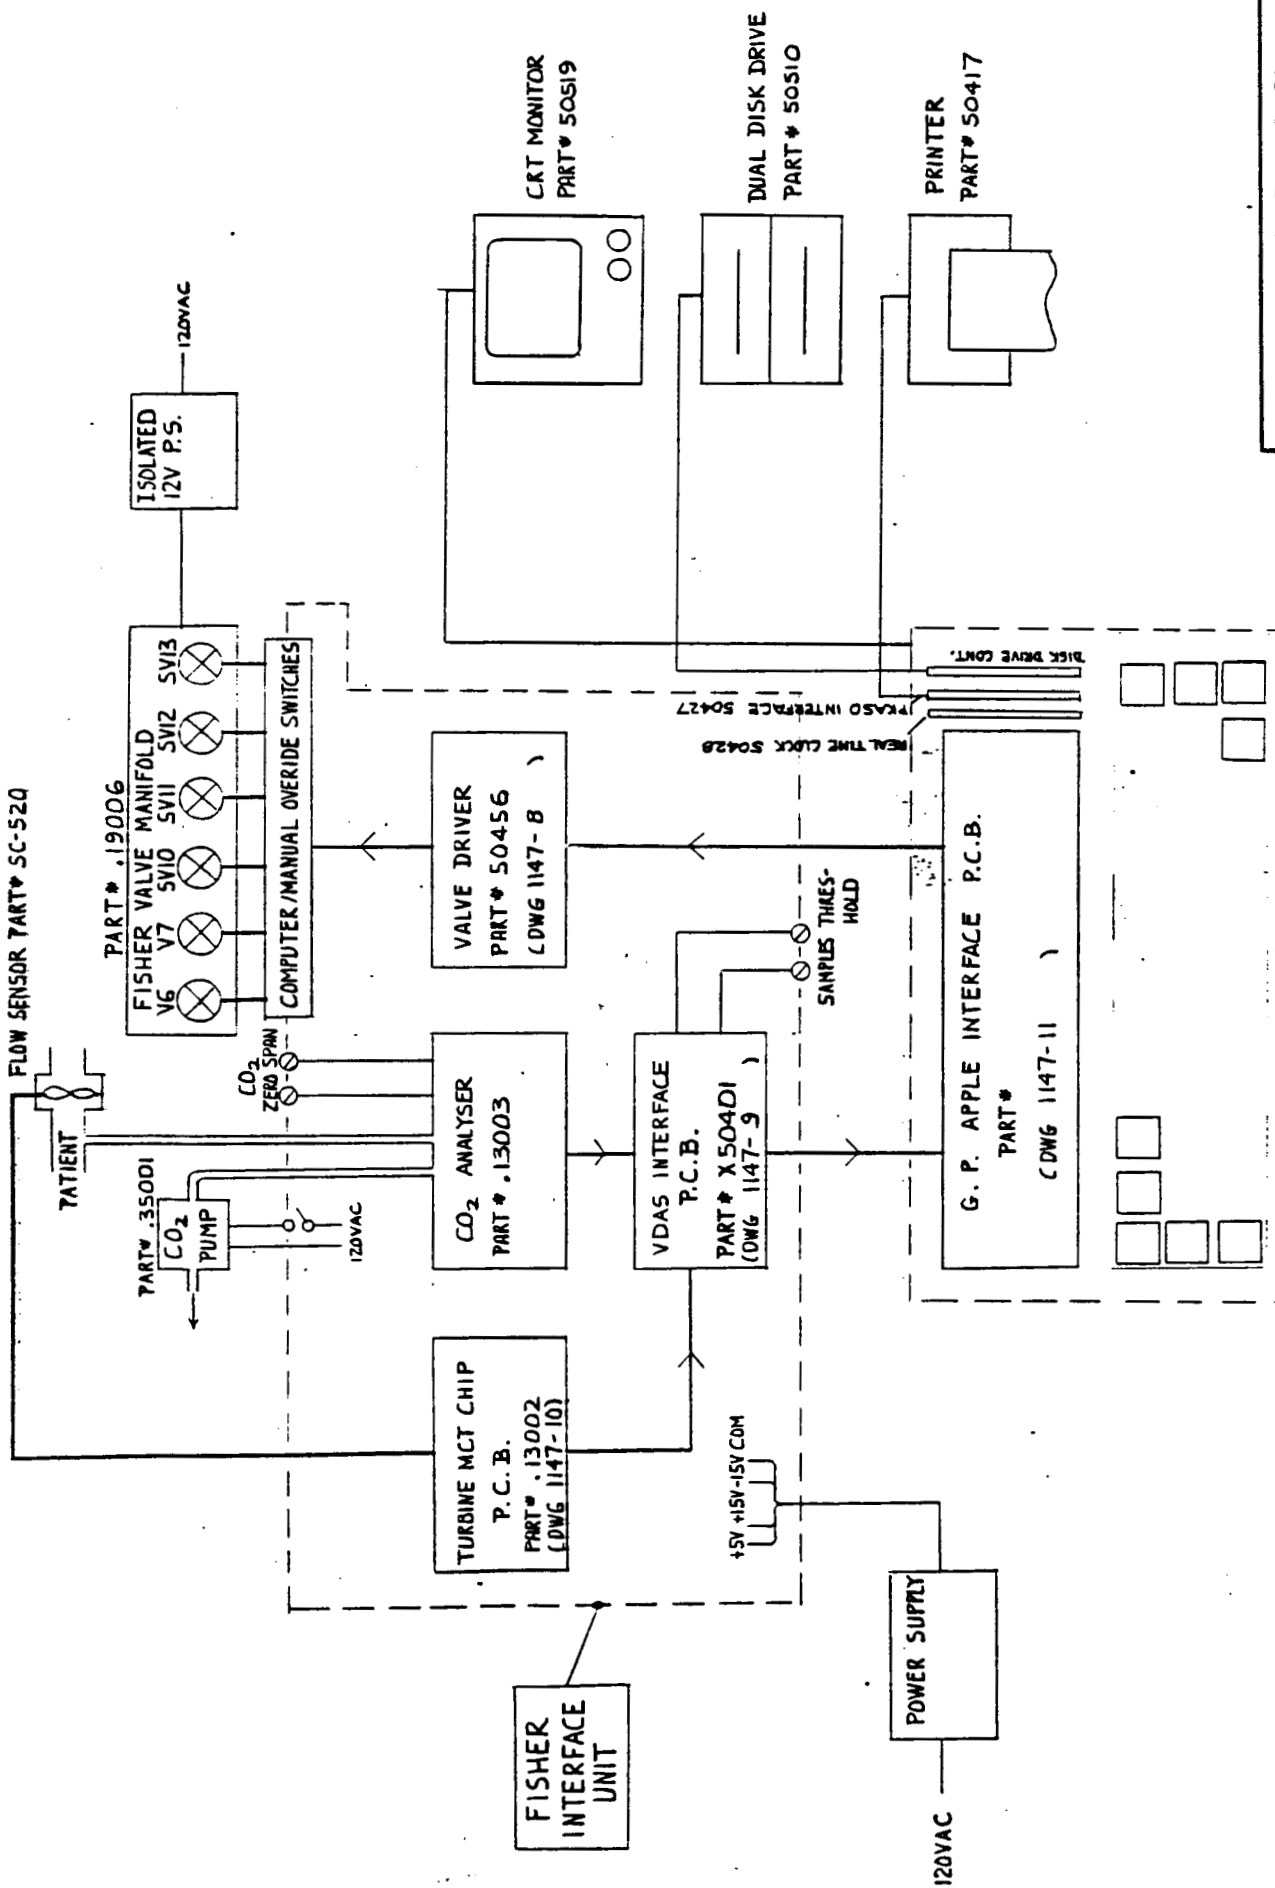 FLOW SENSOR PART# SC-520
PATIENT
PART# .35001
CO2
PUMP
120VAC
CO2
ZERO SPAN
PART# .19006
FISHER VALVE MANIFOLD
V6 V7 SV10 SV11 SV12 SV13
COMPUTER/MANUAL OVERIDE SWITCHES
ISOLATED
12V P.S.
120VAC
TURBINE MCT CHIP
P.C.B.
PART# .13002
(DWG 1147-10)
CO2 ANALYSER
PART# .13003
VALVE DRIVER
PART# 50456
(DWG 1147-8 )
VDAS INTERFACE
P.C.B.
PART# X50401
(DWG 1147-9 )
SAMPLES THRES-
HOLD
+5V +15V -15V COM
FISHER
INTERFACE
UNIT
POWER SUPPLY
120VAC
G. P. APPLE INTERFACE P.C.B.
PART#
(DWG 1147-11 )
REAL TIME CLOCK 50428
PKASO INTERFACE 50427
DISK DRIVE CONT.
CRT MONITOR
PART# 50519
DUAL DISK DRIVE
PART# 50510
PRINTER
PART# 50417